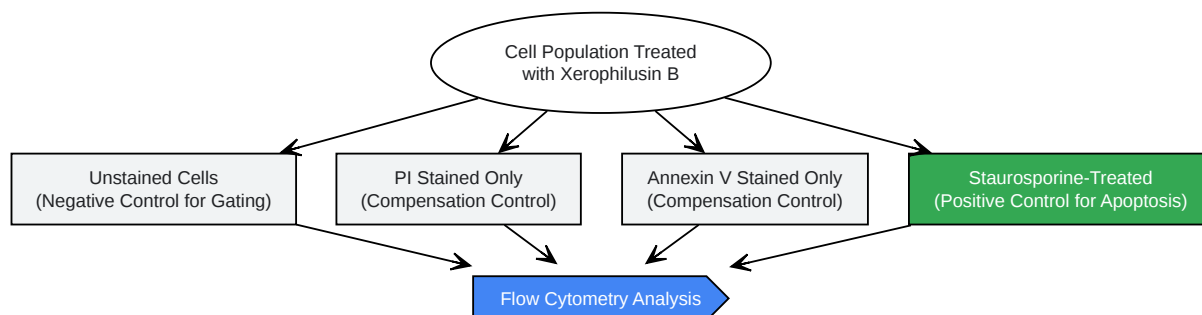 Cell Population Treated
with Xerophilusin B
Unstained Cells
(Negative Control for Gating)
PI Stained Only
(Compensation Control)
Annexin V Stained Only
(Compensation Control)
Staurosporine-Treated
(Positive Control for Apoptosis)
Flow Cytometry Analysis